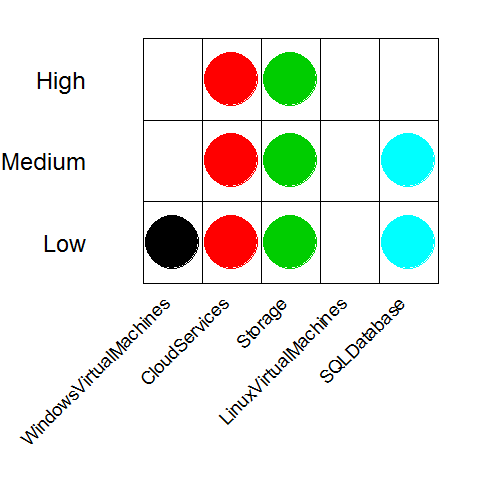 High
Medium
Low
WindowsVirtualMachines
CloudServices
Storage
LinuxVirtualMachines
SQLDatabase